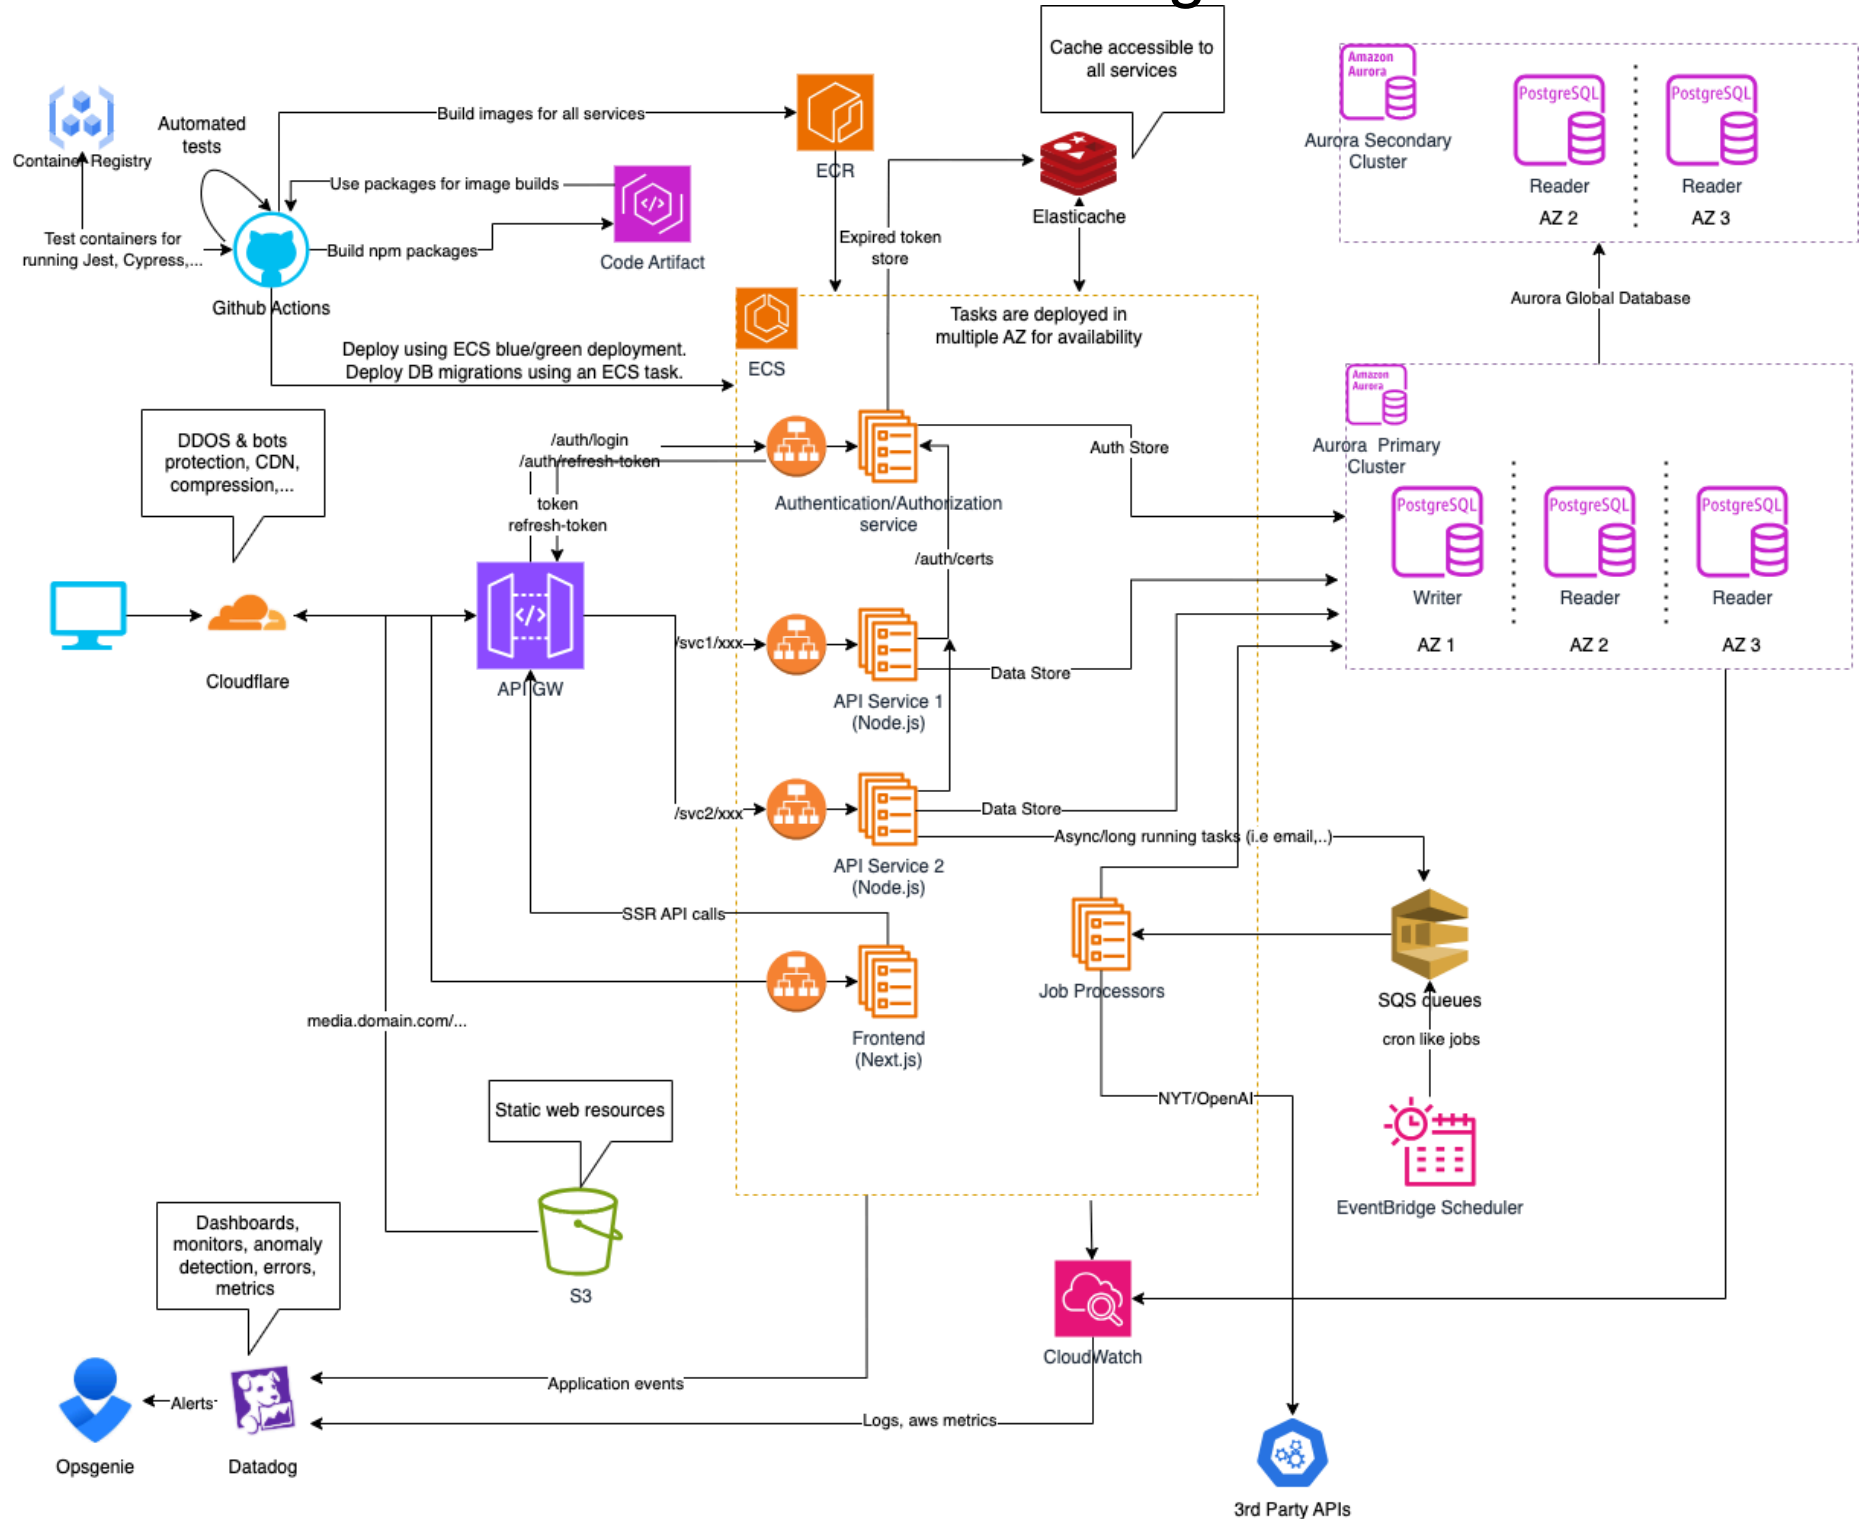 Cache accessible to
all services
Amazon
Aurora
Aurora Secondary
Cluster
PostgreSQL
Reader
AZ 2
PostgreSQL
Reader
AZ 3
Container Registry
Automated
tests
Build images for all services
ECR
Use packages for image builds
Code Artifact
Test containers for
running Jest, Cypress,...
Build npm packages
Github Actions
Expired token
store
Elasticache
Aurora Global Database
Deploy using ECS blue/green deployment.
Deploy DB migrations using an ECS task.
ECS
Tasks are deployed in
multiple AZ for availability
Amazon
Aurora
Aurora Primary
Cluster
PostgreSQL
Writer
AZ 1
PostgreSQL
Reader
AZ 2
PostgreSQL
Reader
AZ 3
DDOS & bots
protection, CDN,
compression,...
/auth/login
/auth/refresh-token
token
refresh-token
Authentication/Authorization
service
Auth Store
/auth/certs
Cloudflare
API GW
/svc1/xxx
API Service 1
(Node.js)
Data Store
/svc2/xxx
API Service 2
(Node.js)
Data Store
Async/long running tasks (i.e email,..)
SSR API calls
Frontend
(Next.js)
Job Processors
SQS queues
cron like jobs
EventBridge Scheduler
NYT/OpenAI
media.domain.com/...
Static web resources
S3
Dashboards,
monitors, anomaly
detection, errors,
metrics
CloudWatch
Application events
Logs, aws metrics
Alerts
Opsgenie
Datadog
3rd Party APIs